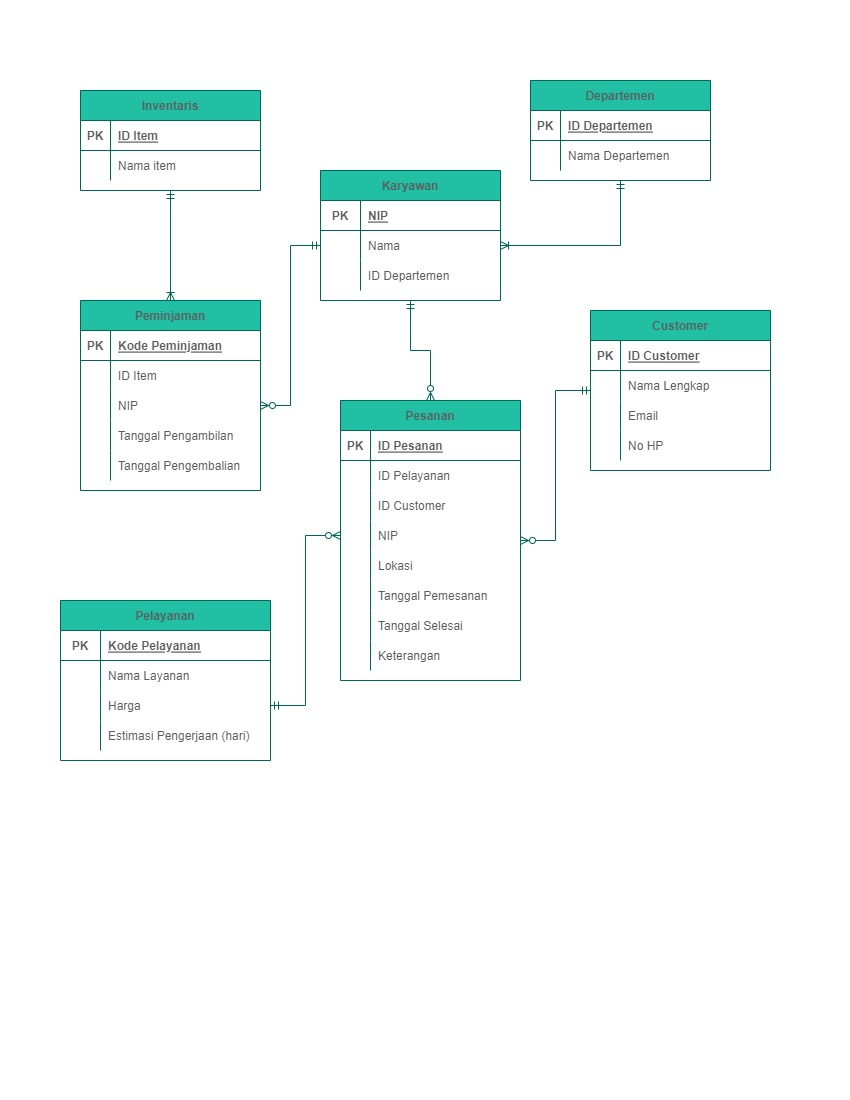 Inventaris
PK ID Item
Nama item
Departemen
PK ID Departemen
Nama Departemen
Karyawan
PK NIP
Nama
ID Departemen
Peminjaman
PK Kode Peminjaman
ID Item
NIP
Tanggal Pengambilan
Tanggal Pengembalian
Customer
PK ID Customer
Nama Lengkap
Email
No HP
Pesanan
PK ID Pesanan
ID Pelayanan
ID Customer
NIP
Lokasi
Tanggal Pemesanan
Tanggal Selesai
Keterangan
Pelayanan
PK Kode Pelayanan
Nama Layanan
Harga
Estimasi Pengerjaan (hari)